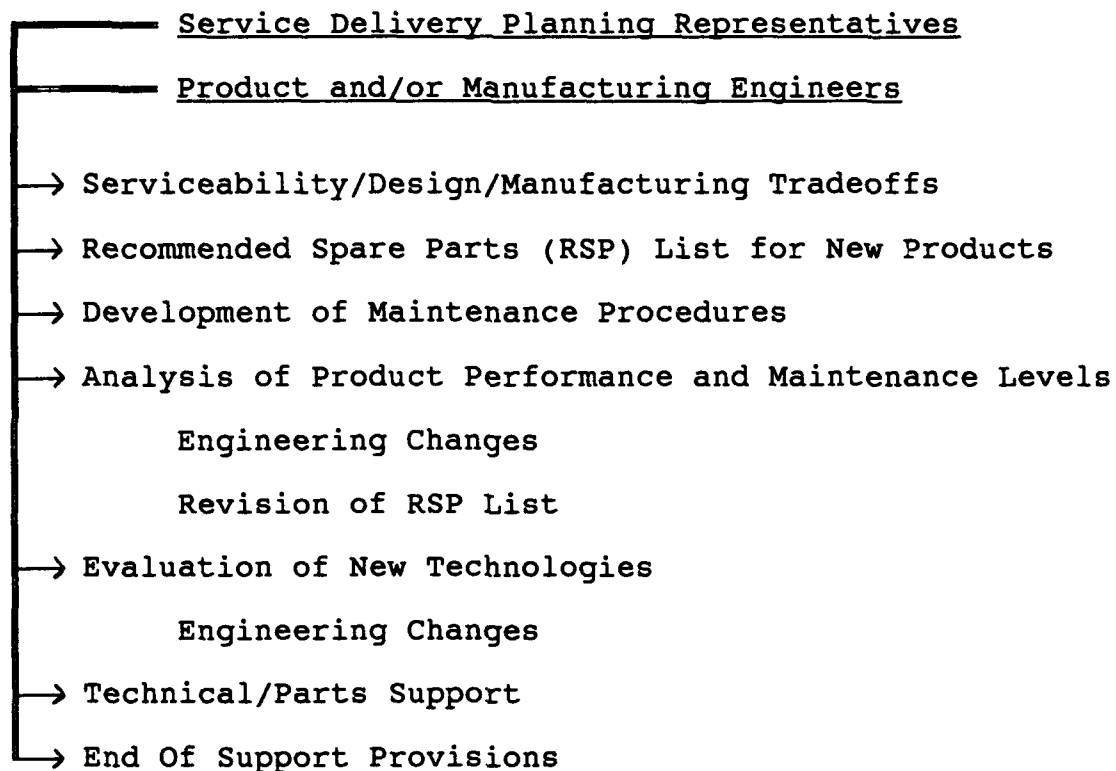 Service Delivery Planning Representatives
Product and/or Manufacturing Engineers
Serviceability/Design/Manufacturing Tradeoffs
Recommended Spare Parts (RSP) List for New Products
Development of Maintenance Procedures
Analysis of Product Performance and Maintenance Levels
Engineering Changes
Revision of RSP List
Evaluation of New Technologies
Engineering Changes
Technical/Parts Support
End Of Support Provisions